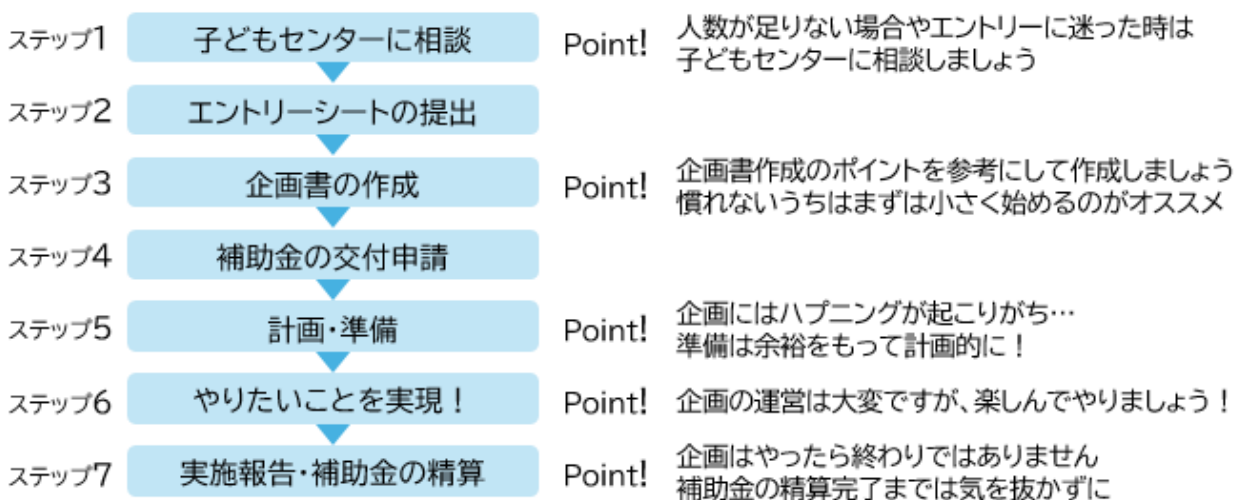 ステップ1 子どもセンターに相談 Point! 人数が足りない場合やエントリーに迷った時は
子どもセンターに相談しましょう
ステップ2 エントリーシートの提出
ステップ3 企画書の作成 Point! 企画書作成のポイントを参考にして作成しましょう
慣れないうちはまずは小さく始めるのがオススメ
ステップ4 補助金の交付申請
ステップ5 計画・準備 Point! 企画にはハプニングが起こりがち…
準備は余裕をもって計画的に！
ステップ6 やりたいことを実現！ Point! 企画の運営は大変ですが、楽しんでやりましょう！
ステップ7 実施報告・補助金の精算 Point! 企画はやったら終わりではありません
補助金の精算完了までは気を抜かずに